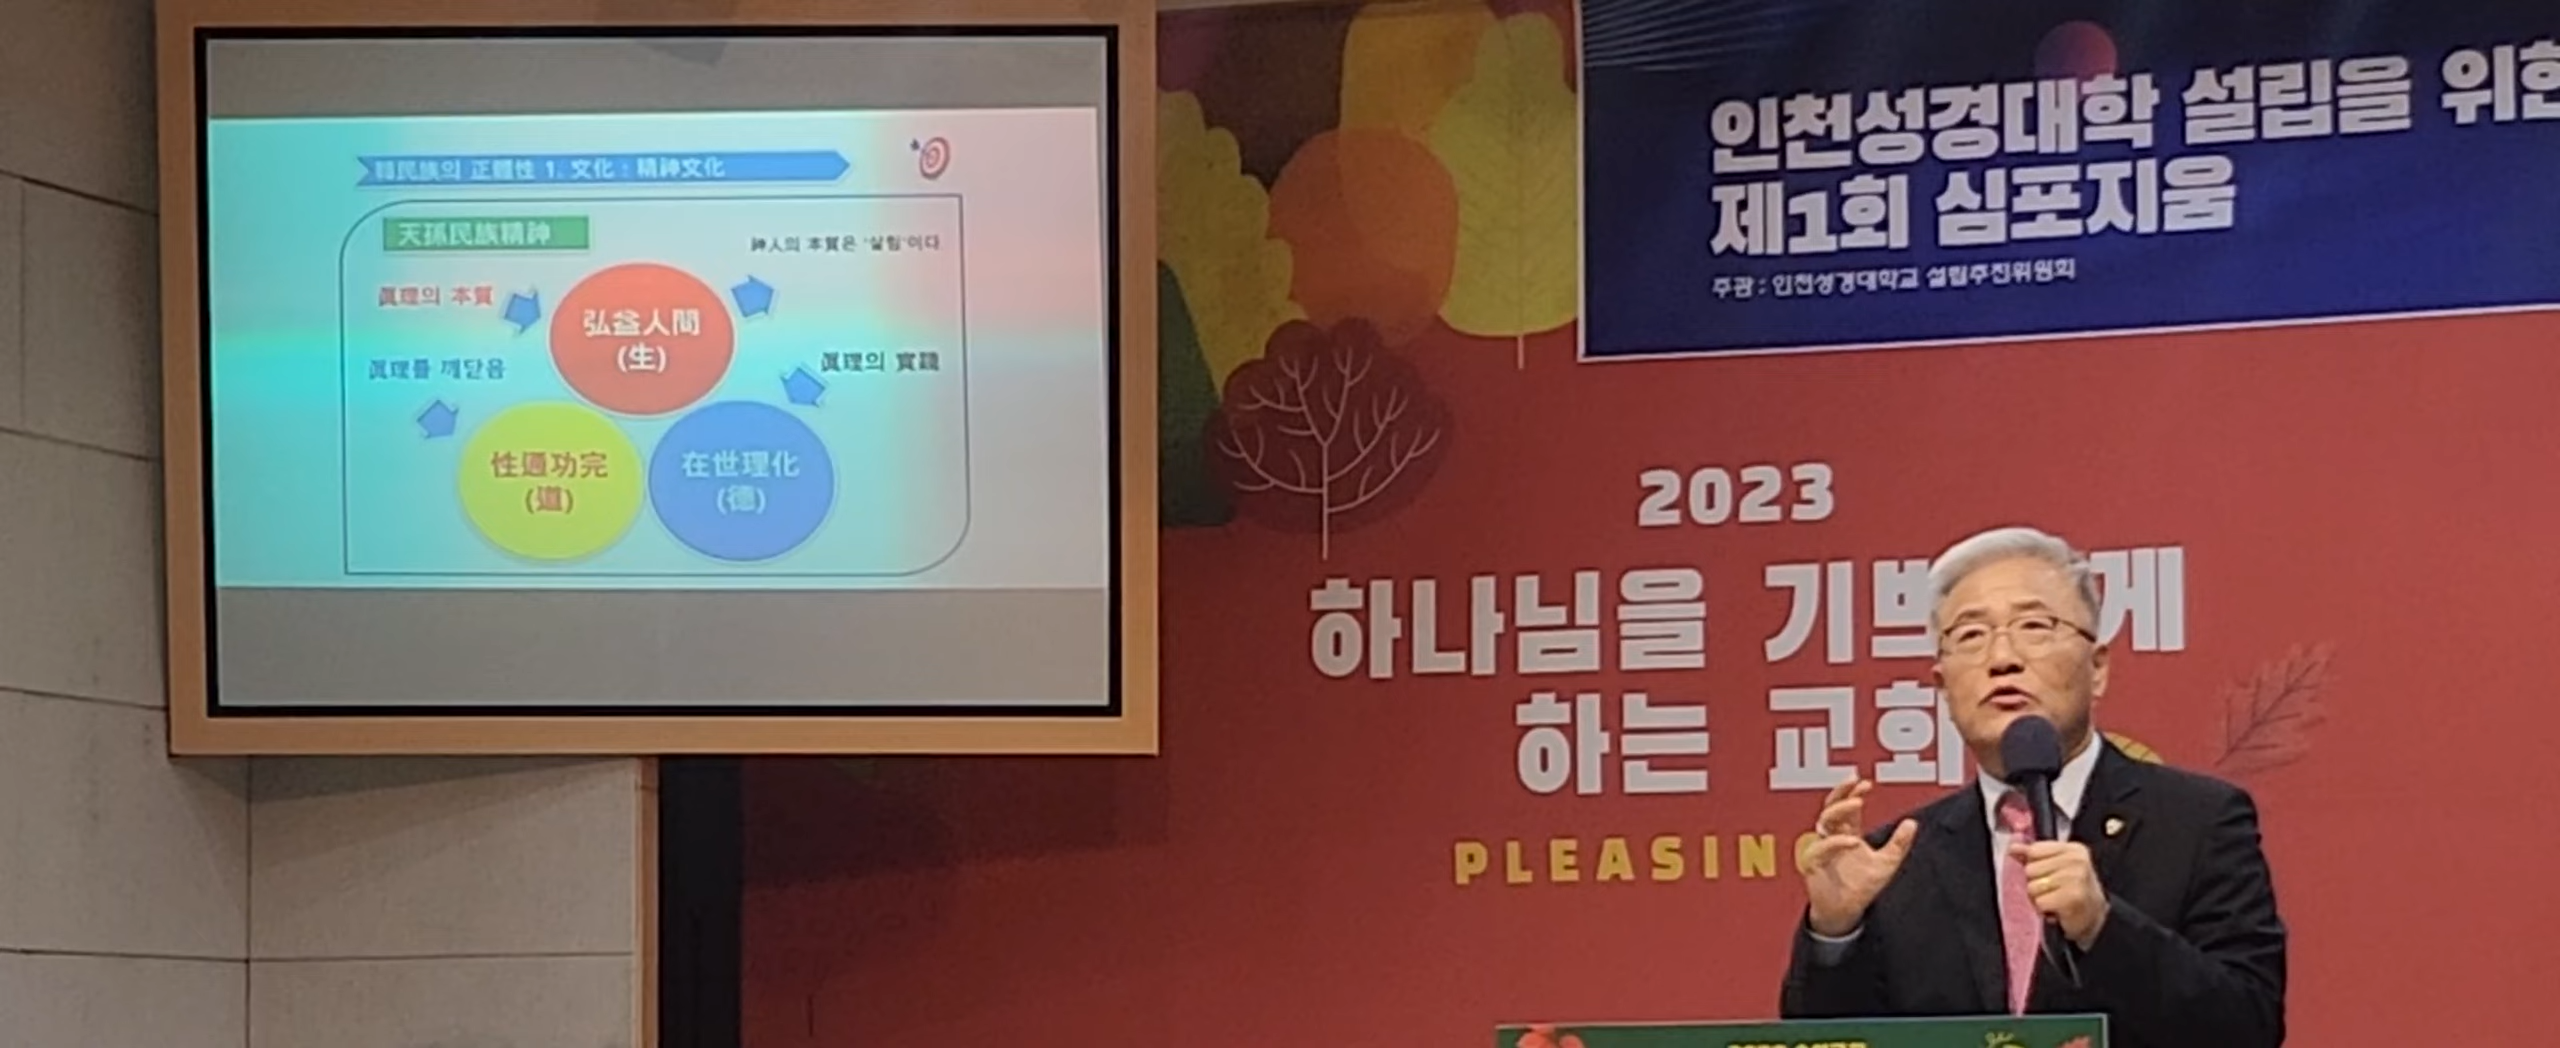 韓民族의 正體性 1. 文化 : 精神文化
天孫民族精神
神人의 本質은 '살림'이다
眞理의 本質
弘益人間
(生)
眞理를 깨닫음
眞理의 實踐
性通功完
(道)
在世理化
(德)
인천성경대학 설립을 위한
제1회 심포지움
주관 : 인천성경대학교 설립추진위원회
2023
하나님을 기쁘 게
하는 교회
PLEASING